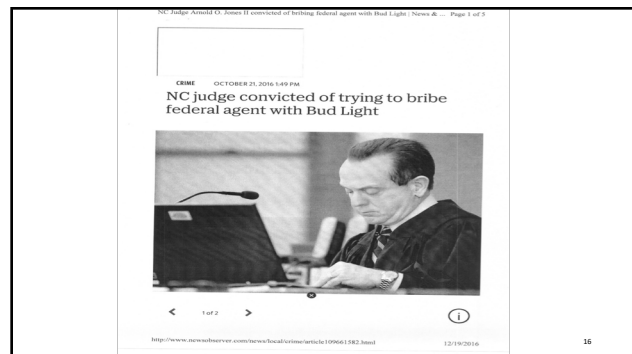 NC Judge Arnold O. Jones II convicted of bribing federal agent with Bud Light | News & ... Page 1 of 5
CRIME OCTOBER 21, 2016 1:49 PM
NC judge convicted of trying to bribe
federal agent with Bud Light
1 of 2
http://www.newsobserver.com/news/local/crime/article109661582.html 12/19/2016
16